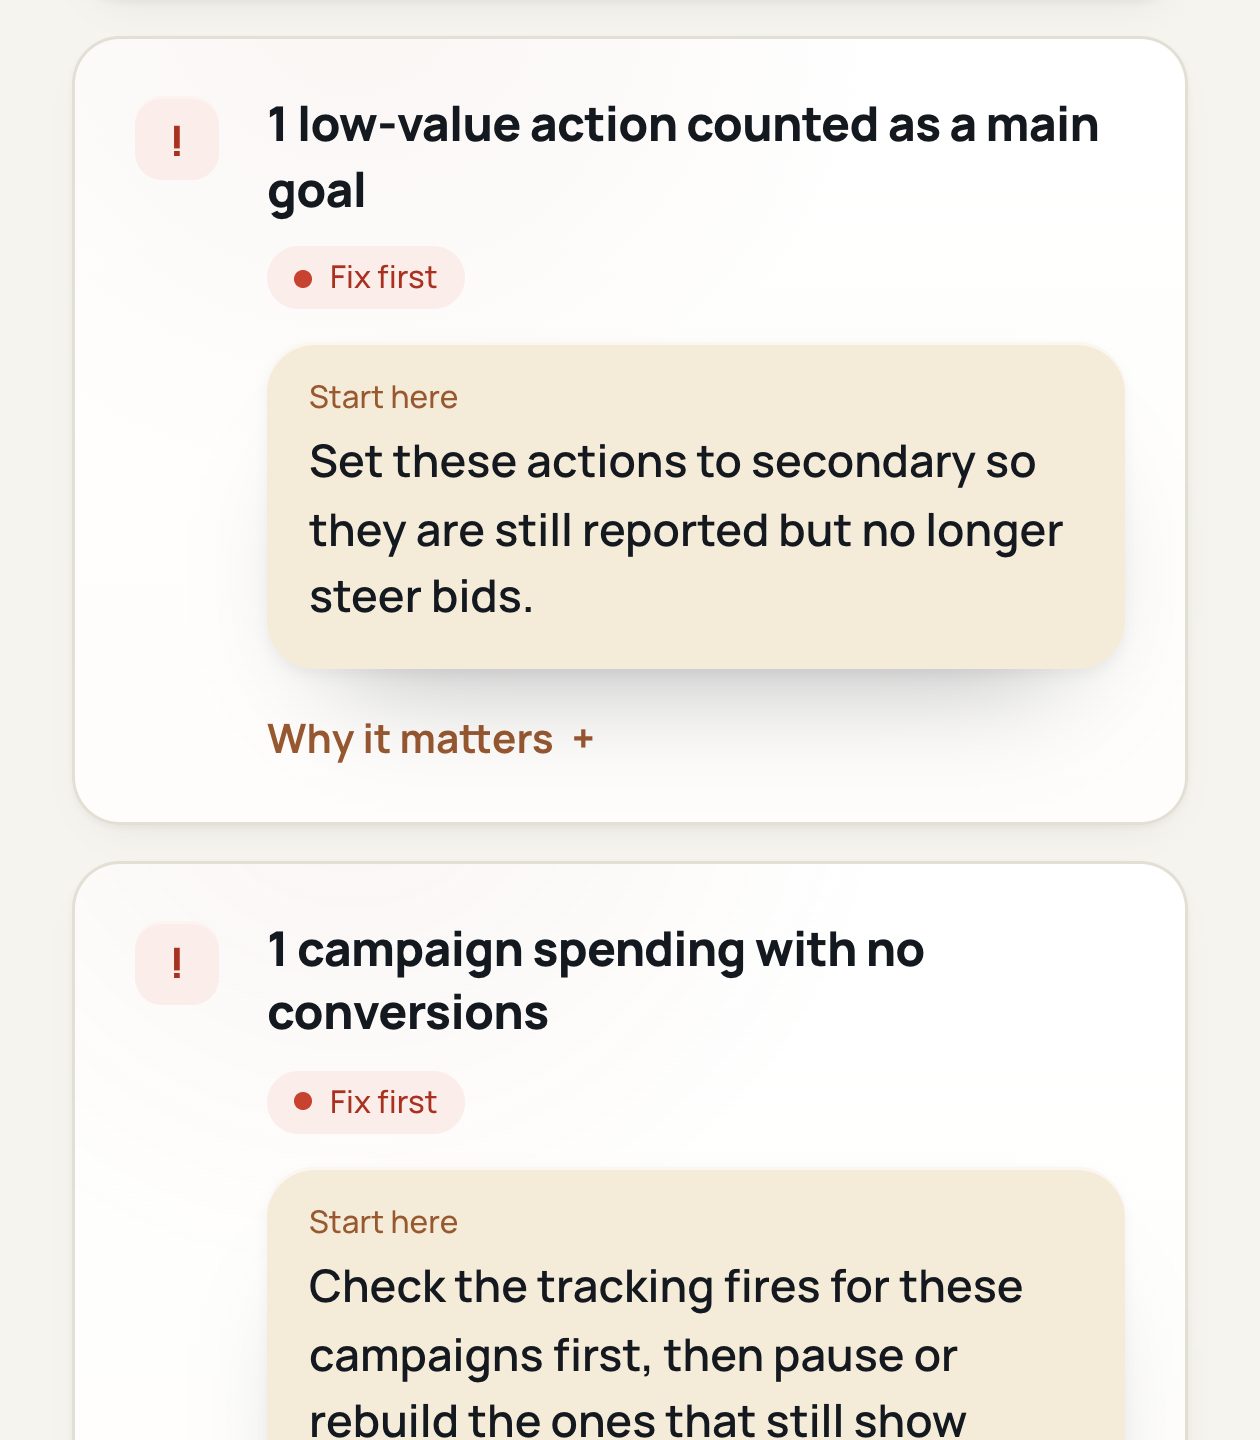 !
1 low-value action counted as a main
goal
Fix first
Start here
Set these actions to secondary so
they are still reported but no longer
steer bids.
Why it matters +
!
1 campaign spending with no
conversions
Fix first
Start here
Check the tracking fires for these
campaigns first, then pause or
rebuild the ones that still show